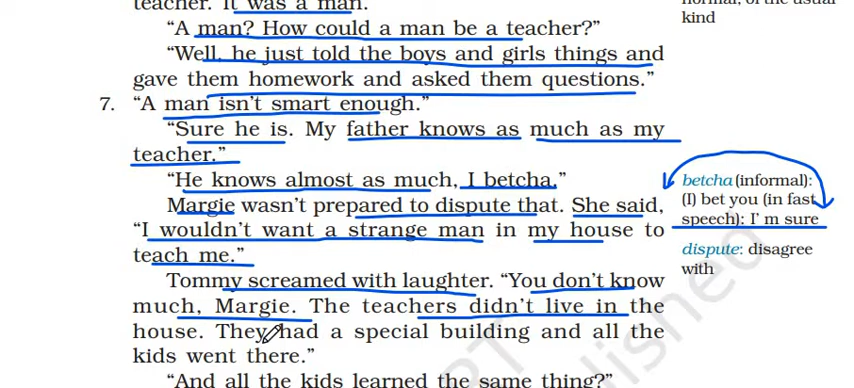 teacher. It was a man.
"A man? How could a man be a teacher?"
"Well, he just told the boys and girls things and
gave them homework and asked them questions."
7. "A man isn't smart enough."
"Sure he is. My father knows as much as my
teacher."
"He knows almost as much, I betcha."
Margie wasn't prepared to dispute that. She said,
"I wouldn't want a strange man in my house to
teach me."
Tommy screamed with laughter. "You don't know
much, Margie. The teachers didn't live in the
house. They had a special building and all the
kids went there."
"And all the kids learned the same thing?"
normal, of the usual
kind
betcha (informal):
(I) bet you (in fast
speech): I' m sure
dispute: disagree
with